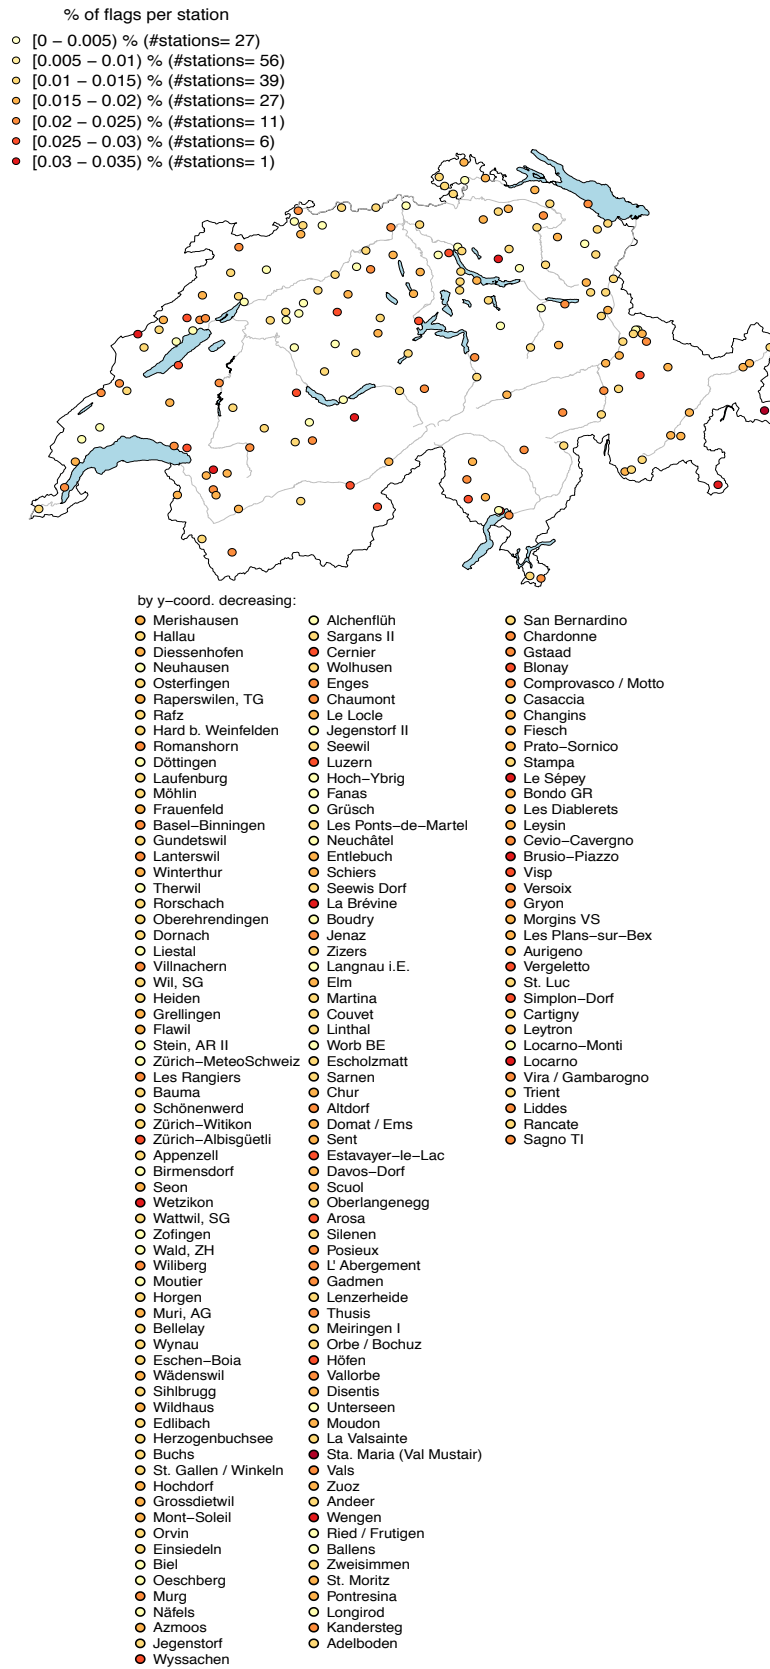 % of flags per station
[0 − 0.005) % (#stations= 27)
[0.005 − 0.01) % (#stations= 56)
[0.01 − 0.015) % (#stations= 39)
[0.015 − 0.02) % (#stations= 27)
[0.02 − 0.025) % (#stations= 11)
[0.025 − 0.03) % (#stations= 6)
[0.03 − 0.035) % (#stations= 1)
by y−coord. decreasing:
Merishausen
Hallau
Diessenhofen
Neuhausen
Osterfingen
Raperswilen, TG
Rafz
Hard b. Weinfelden
Romanshorn
Döttingen
Laufenburg
Möhlin
Frauenfeld
Basel−Binningen
Gundetswil
Lanterswil
Winterthur
Therwil
Rorschach
Oberehrendingen
Dornach
Liestal
Villnachern
Wil, SG
Heiden
Grellingen
Flawil
Stein, AR II
Zürich−MeteoSchweiz
Les Rangiers
Bauma
Schönenwerd
Zürich−Witikon
Zürich−Albisgüetli
Appenzell
Birmensdorf
Seon
Wetzikon
Wattwil, SG
Zofingen
Wald, ZH
Wiliberg
Moutier
Horgen
Muri, AG
Bellelay
Wynau
Eschen−Boia
Wädenswil
Sihlbrugg
Wildhaus
Edlibach
Herzogenbuchsee
Buchs
St. Gallen / Winkeln
Hochdorf
Grossdietwil
Mont−Soleil
Orvin
Einsiedeln
Biel
Oeschberg
Murg
Näfels
Azmoos
Jegenstorf
Wyssachen
Alchenflüh
Sargans II
Cernier
Wolhusen
Enges
Chaumont
Le Locle
Jegenstorf II
Seewil
Luzern
Hoch−Ybrig
Fanas
Grüsch
Les Ponts−de−Martel
Neuchâtel
Entlebuch
Schiers
Seewis Dorf
La Brévine
Boudry
Jenaz
Zizers
Langnau i.E.
Elm
Martina
Couvet
Linthal
Worb BE
Escholzmatt
Sarnen
Chur
Altdorf
Domat / Ems
Sent
Estavayer−le−Lac
Davos−Dorf
Scuol
Oberlangenegg
Arosa
Silenen
Posieux
L' Abergement
Gadmen
Lenzerheide
Thusis
Meiringen I
Orbe / Bochuz
Höfen
Vallorbe
Disentis
Unterseen
Moudon
La Valsainte
Sta. Maria (Val Mustair)
Vals
Zuoz
Andeer
Wengen
Ried / Frutigen
Ballens
Zweisimmen
St. Moritz
Pontresina
Longirod
Kandersteg
Adelboden
San Bernardino
Chardonne
Gstaad
Blonay
Comprovasco / Motto
Casaccia
Changins
Fiesch
Prato−Sornico
Stampa
Le Sépey
Bondo GR
Les Diablerets
Leysin
Cevio−Cavergno
Brusio−Piazzo
Visp
Versoix
Gryon
Morgins VS
Les Plans−sur−Bex
Aurigeno
Vergeletto
St. Luc
Simplon−Dorf
Cartigny
Leytron
Locarno−Monti
Locarno
Vira / Gambarogno
Trient
Liddes
Rancate
Sagno TI